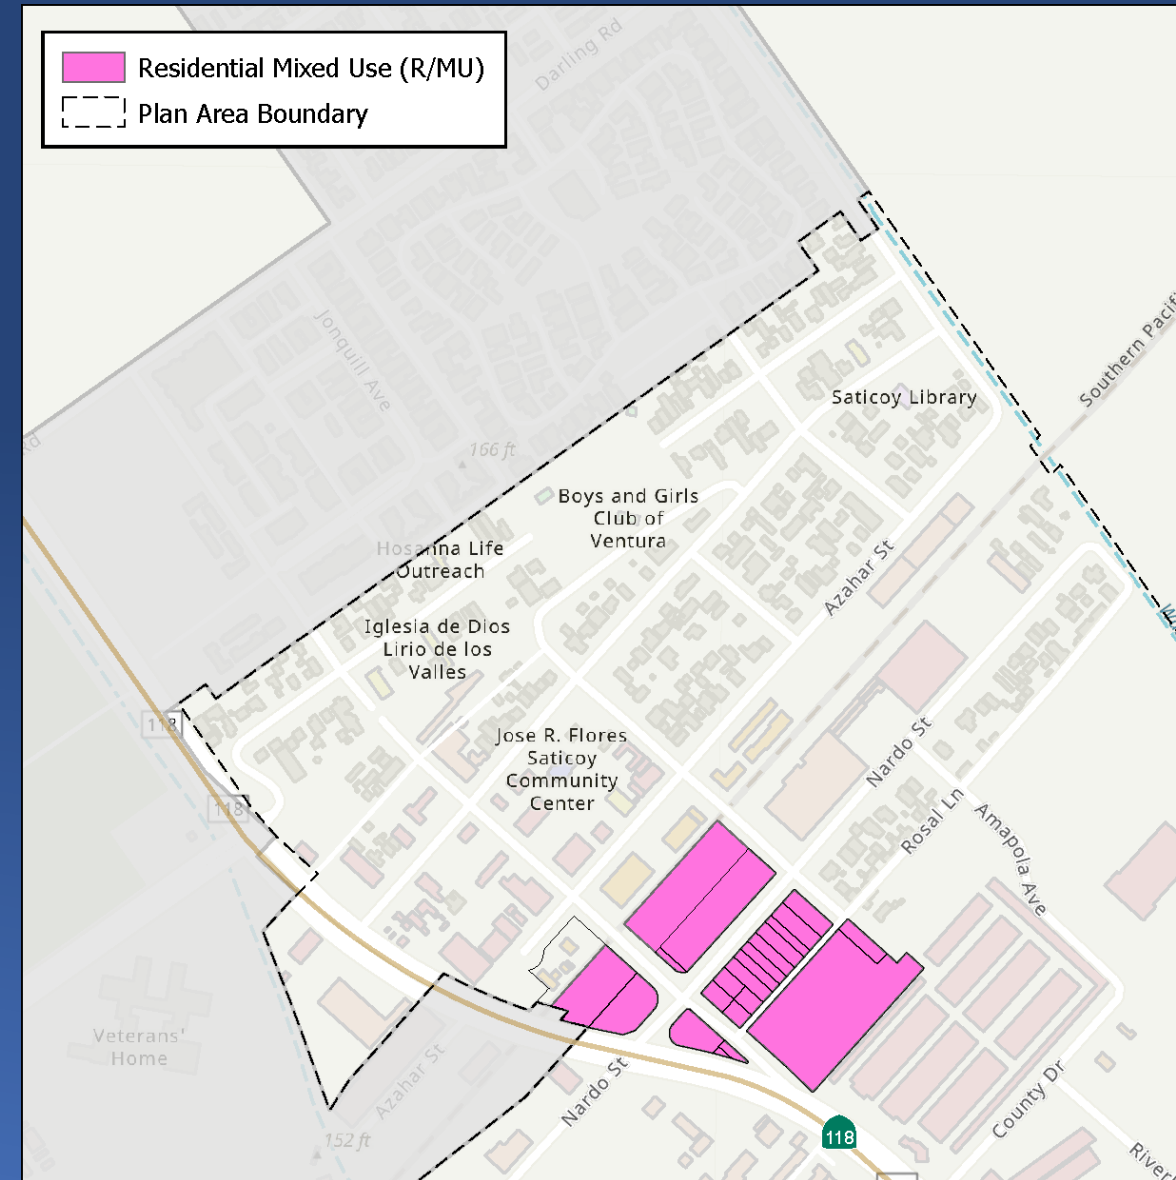 Residential Mixed Use (R/MU)
Plan Area Boundary
Darling Rd
Jonquill Ave
Rd
166 ft
Southern Pacifi
Saticoy Library
Boys and Girls
Club of
Ventura
Hosanna Life
Outreach
Azahar St
Iglesia de Dios
Lirio de los
Valles
118
Jose R. Flores
Saticoy
Community
Center
118
Nardo St
Rosal Ln
Amapola Ave
Veterans'
Home
Azahar St
Nardo St
County Dr
118
152 ft
River